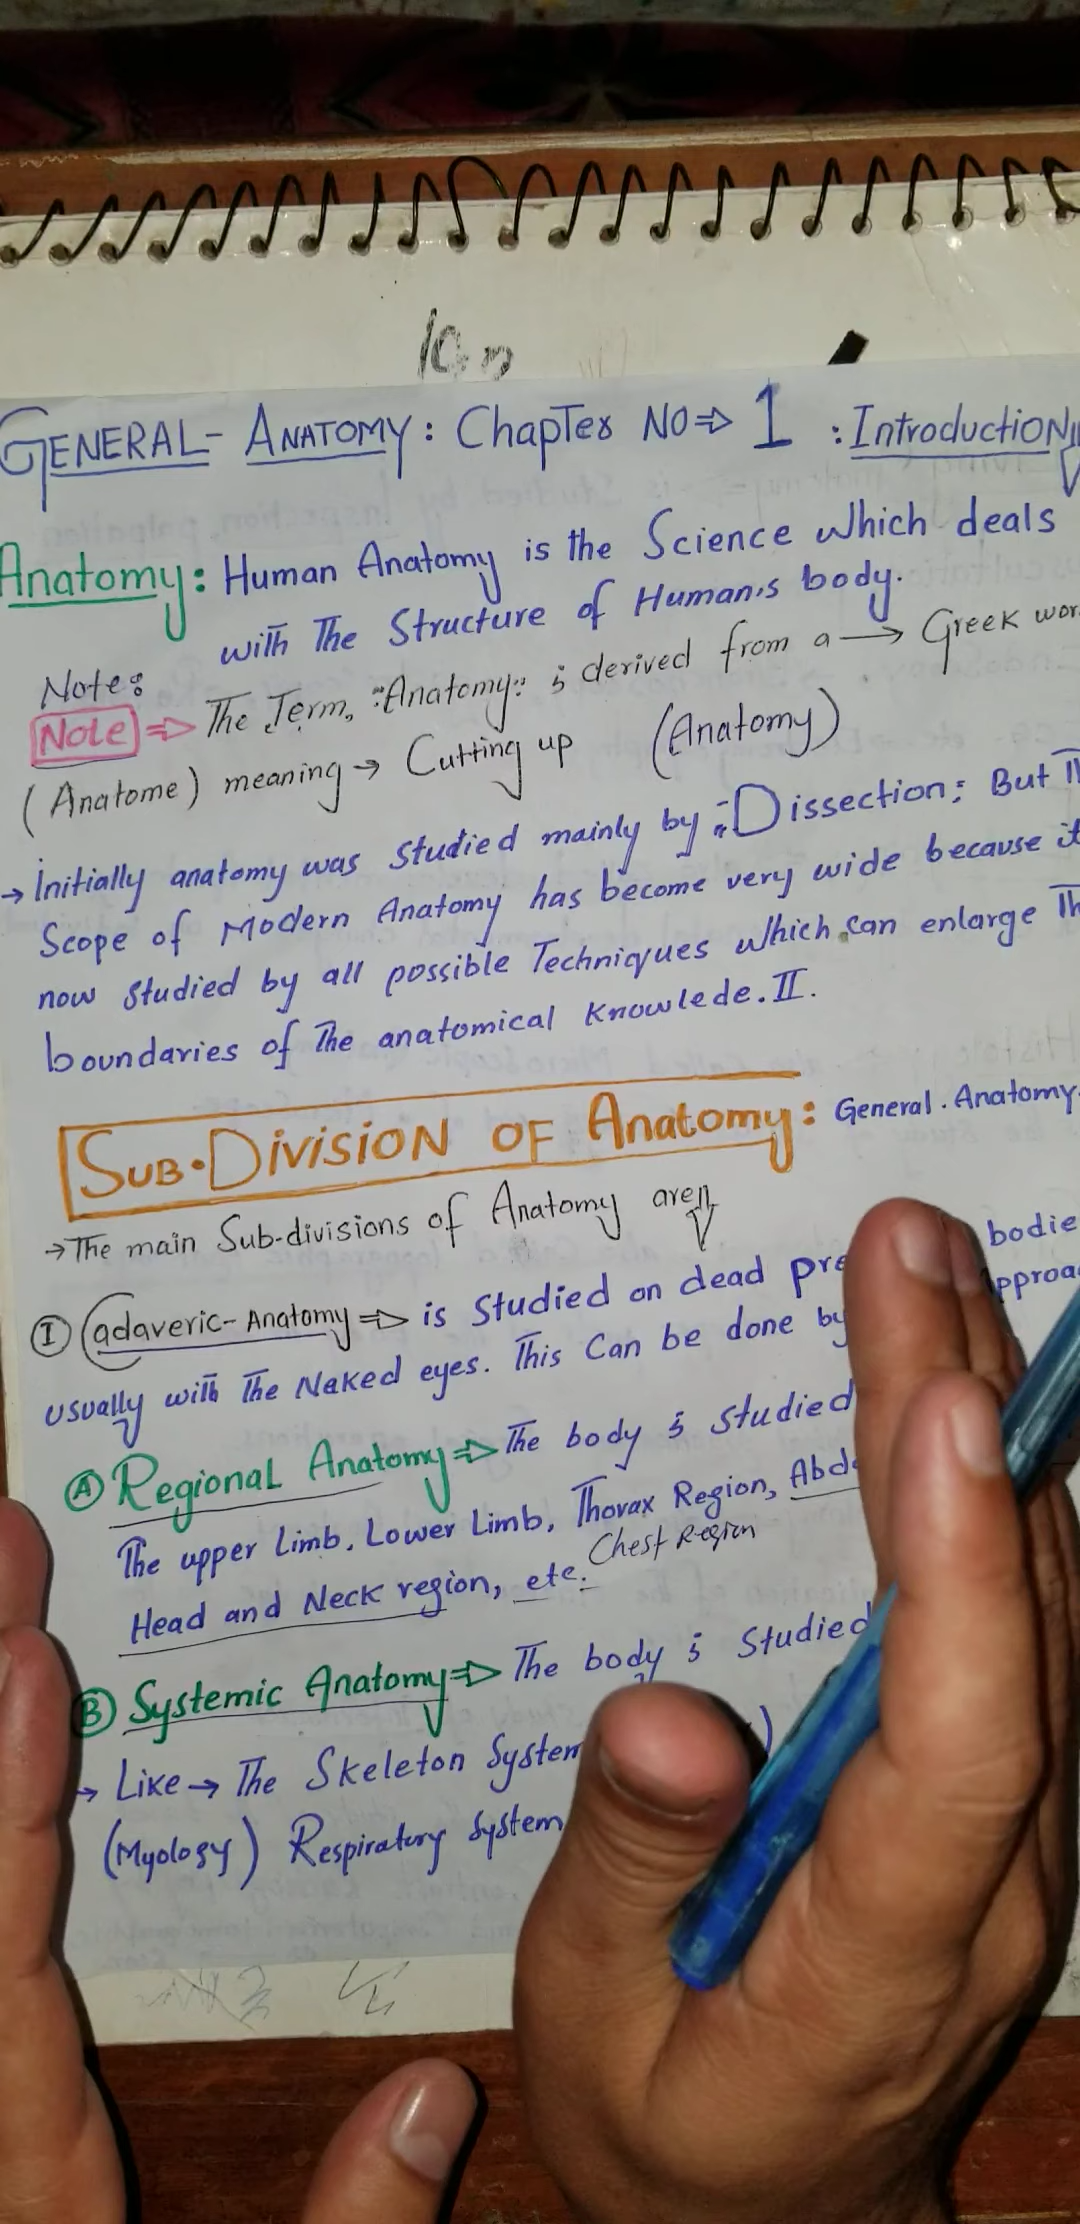 GENERAL-ANATOMY: Chapter NO⇒ 1 : Introduction
Anatomy: Human Anatomy is the Science which deals
with The Structure of Human's body.
Note:
Note ⇒ The Term, "Anatomy" is derived from a → Greek
(Anatome) meaning → Cutting up (Anatomy)
→ Initially anatomy was studied mainly by "Dissection; But
Scope of Modern Anatomy has become very wide because it
now studied by all possible Techniques which can enlarge
boundaries of The anatomical Knowlede. II.
SUB-DIVISION OF Anatomy: General. Anatomy
→ The main Sub-divisions of Anatomy are
I Cadaveric-Anatomy ⇒ is Studied on dead
usually with The Naked eyes. This Can be done by
A Regional Anatomy ⇒ The body is studied
The upper Limb, Lower Limb, Thorax Region,
Chest Region
Head and Neck region, etc.
B Systemic Anatomy ⇒ The body is Studied
→ Like → The Skeleton System
(Myology) Respiratory System